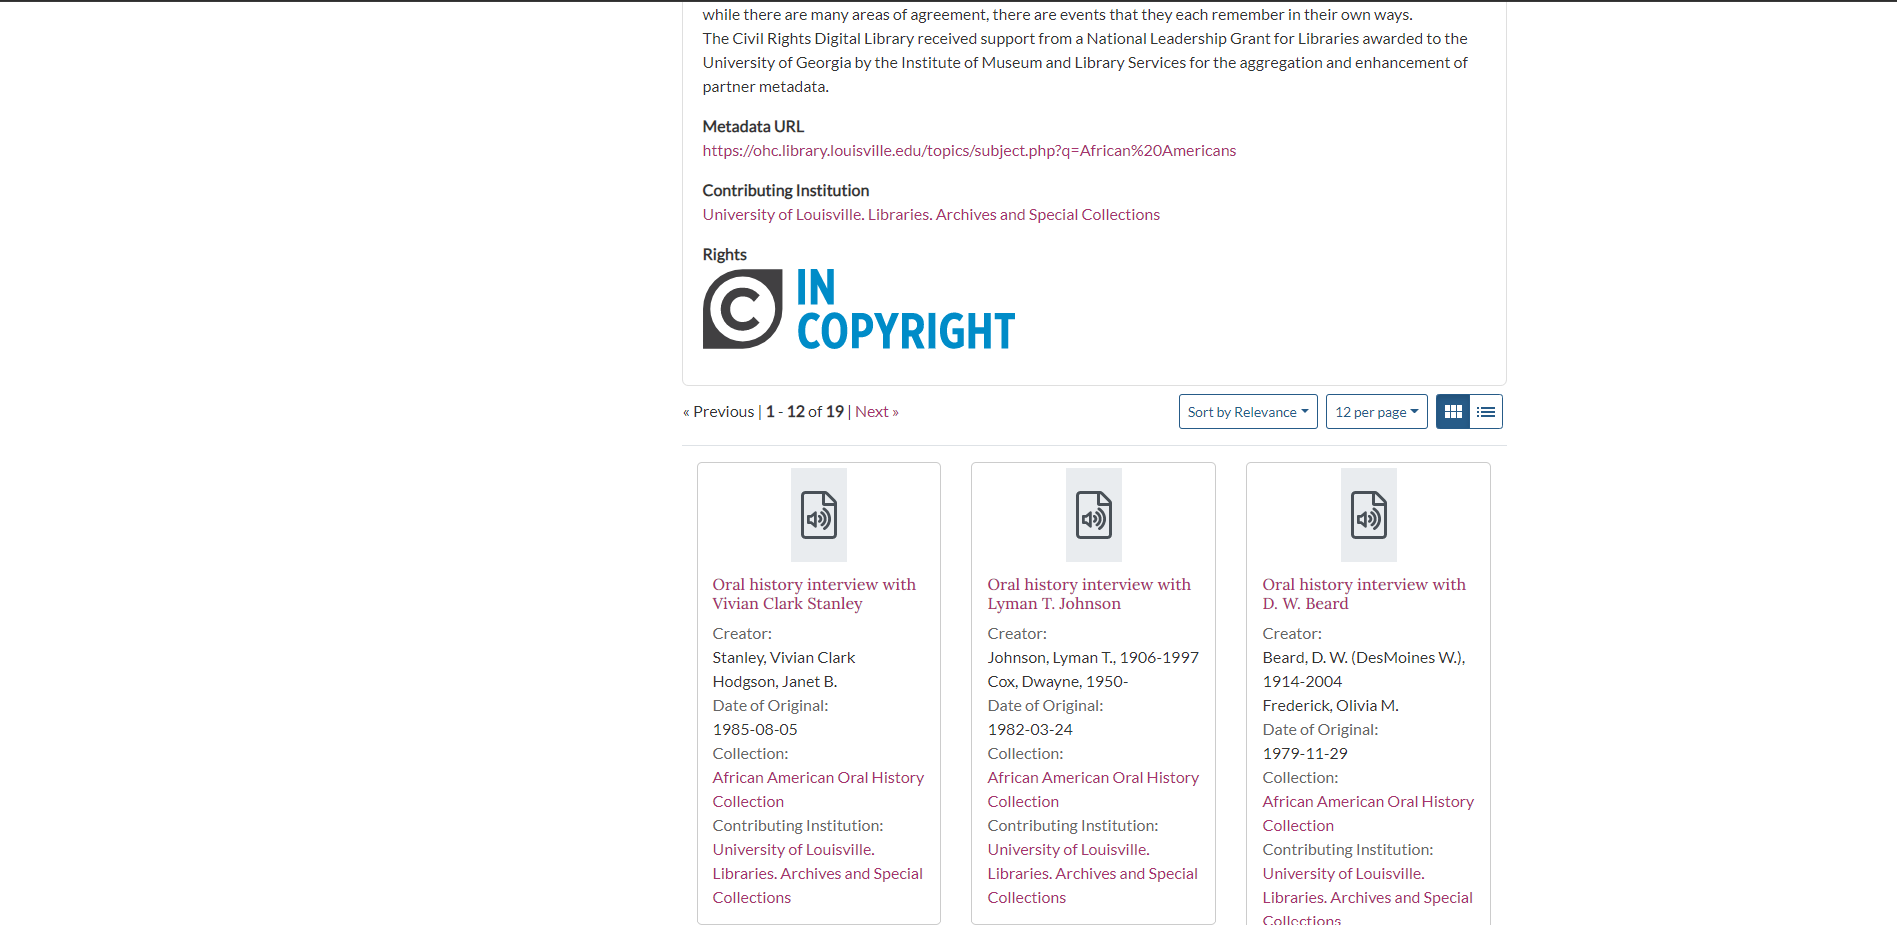 while there are many areas of agreement, there are events that they each remember in their own ways.
The Civil Rights Digital Library received support from a National Leadership Grant for Libraries awarded to the
University of Georgia by the Institute of Museum and Library Services for the aggregation and enhancement of
partner metadata.
Metadata URL
https://ohc.library.louisville.edu/topics/subject.php?q=African%20Americans
Contributing Institution
University of Louisville. Libraries. Archives and Special Collections
Rights
IN
COPYRIGHT
« Previous | 1 - 12 of 19 | Next »
Sort by Relevance
12 per page
Oral history interview with
Vivian Clark Stanley
Creator:
Stanley, Vivian Clark
Hodgson, Janet B.
Date of Original:
1985-08-05
Collection:
African American Oral History
Collection
Contributing Institution:
University of Louisville.
Libraries. Archives and Special
Collections
Oral history interview with
Lyman T. Johnson
Creator:
Johnson, Lyman T., 1906-1997
Cox, Dwayne, 1950-
Date of Original:
1982-03-24
Collection:
African American Oral History
Collection
Contributing Institution:
University of Louisville.
Libraries. Archives and Special
Collections
Oral history interview with
D. W. Beard
Creator:
Beard, D. W. (DesMoines W.),
1914-2004
Frederick, Olivia M.
Date of Original:
1979-11-29
Collection:
African American Oral History
Collection
Contributing Institution:
University of Louisville.
Libraries. Archives and Special
Collections